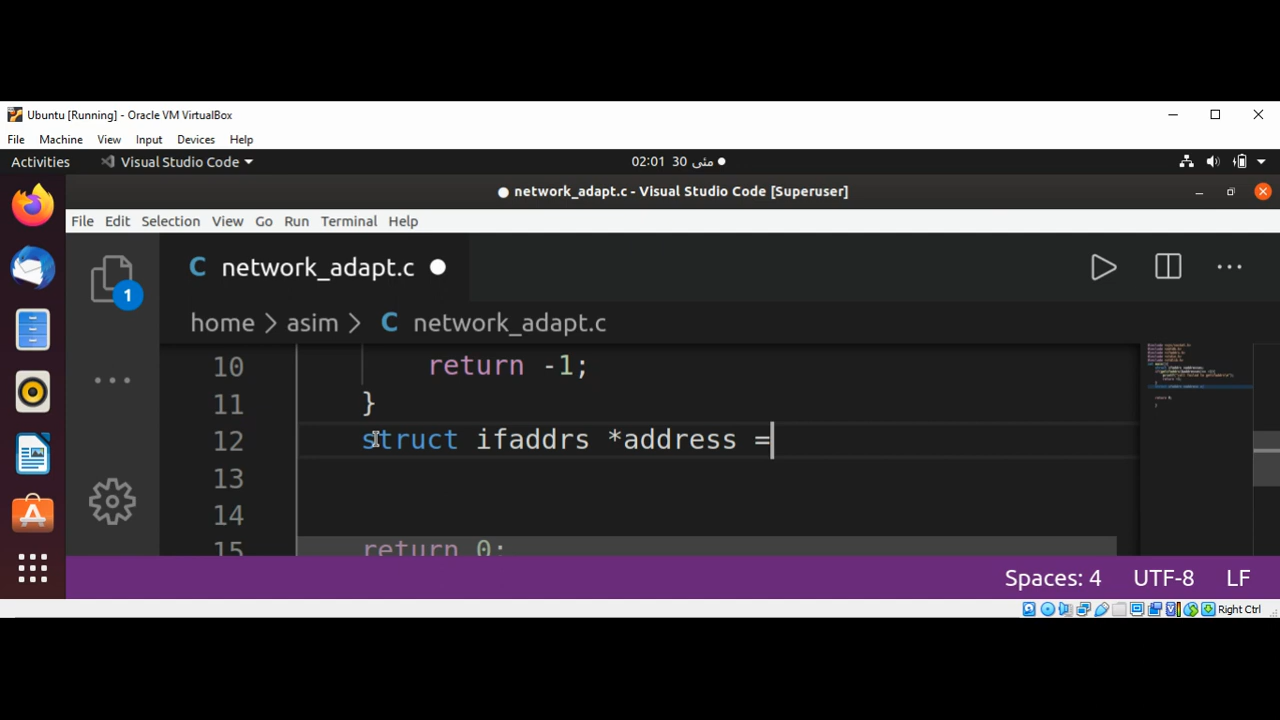 Ubuntu [Running] - Oracle VM VirtualBox
File Machine View Input Devices Help
Activities Visual Studio Code 02:01 30 مئی
network_adapt.c - Visual Studio Code [Superuser]
File Edit Selection View Go Run Terminal Help
C network_adapt.c
1
home > asim > C network_adapt.c
10 return -1;
11 }
12 struct ifaddrs *address =
13
14
15 return 0;
Spaces: 4 UTF-8 LF
Right Ctrl